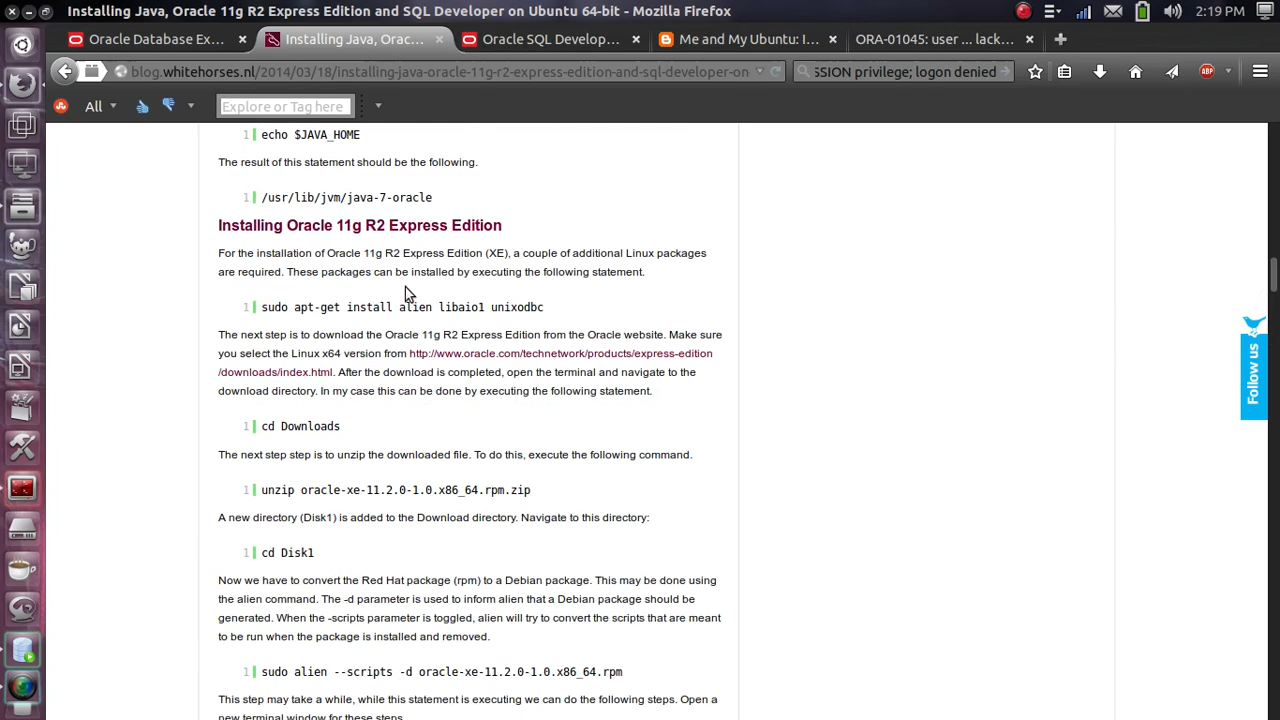 Installing Java, Oracle 11g R2 Express Edition and SQL Developer on Ubuntu 64-bit - Mozilla Firefox
2:19 PM
Oracle Database Ex... ×
Installing Java, Orac... ×
Oracle SQL Develop... ×
Me and My Ubuntu: I... ×
ORA-01045: user ... lack... ×
blog.whitehorses.nl/2014/03/18/installing-java-oracle-11g-r2-express-edition-and-sql-developer-on
SSION privilege; logon denied
ABP
All
Explore or Tag here
1 echo $JAVA_HOME
The result of this statement should be the following.
1 /usr/lib/jvm/java-7-oracle
Installing Oracle 11g R2 Express Edition
For the installation of Oracle 11g R2 Express Edition (XE), a couple of additional Linux packages
are required. These packages can be installed by executing the following statement.
1 sudo apt-get install alien libaio1 unixodbc
The next step is to download the Oracle 11g R2 Express Edition from the Oracle website. Make sure
you select the Linux x64 version from http://www.oracle.com/technetwork/products/express-edition
/downloads/index.html. After the download is completed, open the terminal and navigate to the
download directory. In my case this can be done by executing the following statement.
1 cd Downloads
The next step step is to unzip the downloaded file. To do this, execute the following command.
1 unzip oracle-xe-11.2.0-1.0.x86_64.rpm.zip
A new directory (Disk1) is added to the Download directory. Navigate to this directory:
1 cd Disk1
Now we have to convert the Red Hat package (rpm) to a Debian package. This may be done using
the alien command. The -d parameter is used to inform alien that a Debian package should be
generated. When the -scripts parameter is toggled, alien will try to convert the scripts that are meant
to be run when the package is installed and removed.
1 sudo alien --scripts -d oracle-xe-11.2.0-1.0.x86_64.rpm
This step may take a while, while this statement is executing we can do the following steps. Open a
new terminal window for these steps.
Follow us